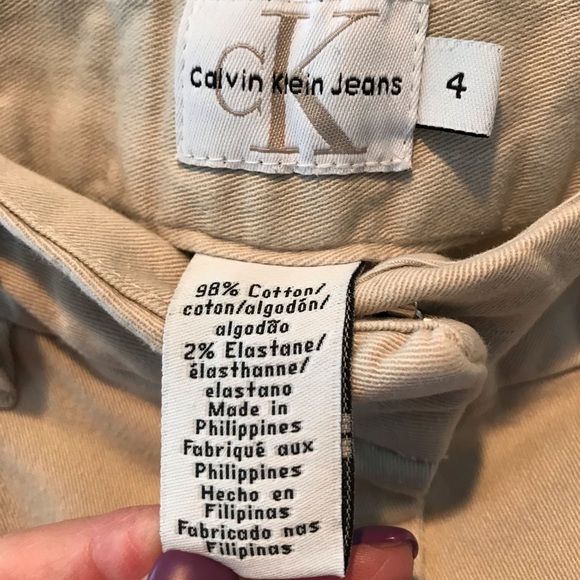 CK
Calvin Klein Jeans
4
98% Cotton/
coton/algodón/
algodão
2% Elastane/
élasthanne/
elastano
Made in
Philippines
Fabriqué aux
Philippines
Hecho en
Filipinas
Fabricado nas
Filipinas